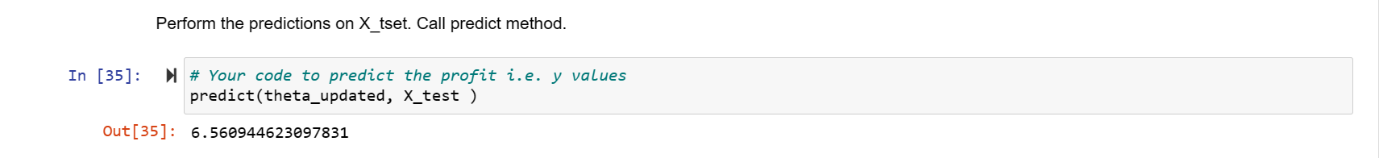 Perform the predictions on X_tset. Call predict method.
In [35]: # Your code to predict the profit i.e. y values
predict(theta_updated, X_test )
Out[35]: 6.560944623097831